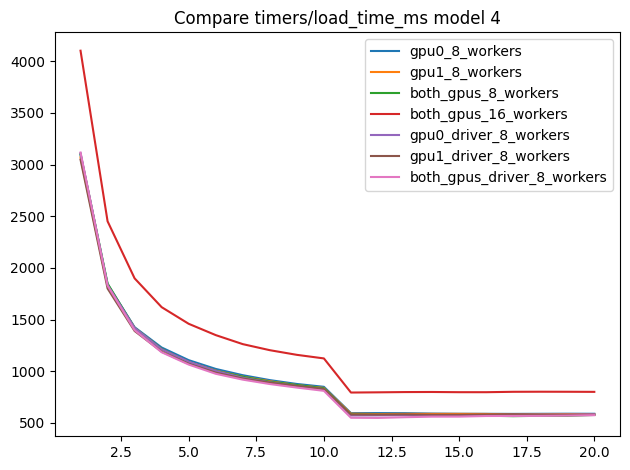 Compare timers/load_time_ms model 4
gpu0_8_workers
gpu1_8_workers
both_gpus_8_workers
both_gpus_16_workers
gpu0_driver_8_workers
gpu1_driver_8_workers
both_gpus_driver_8_workers
4000
3500
3000
2500
2000
1500
1000
500
2.5 5.0 7.5 10.0 12.5 15.0 17.5 20.0